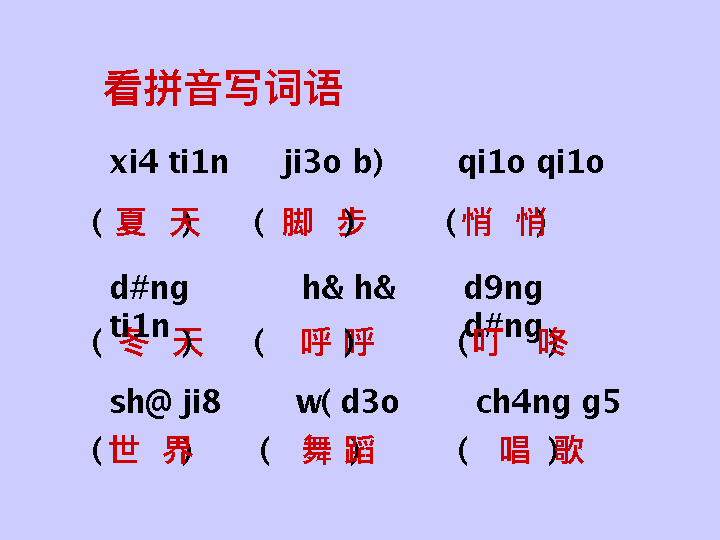 看拼音写词语
xi4 ti1n ji3o b) qi1o qi1o
( 夏 天 ) ( 脚 步 ) ( 悄 悄 )
d#ng ti1n h& h& d9ng d#ng
( 冬 天 ) ( 呼 呼 ) ( 叮 咚 )
sh@ ji8 w( d3o ch4ng g5
( 世 界 ) ( 舞 蹈 ) ( 唱 歌 )